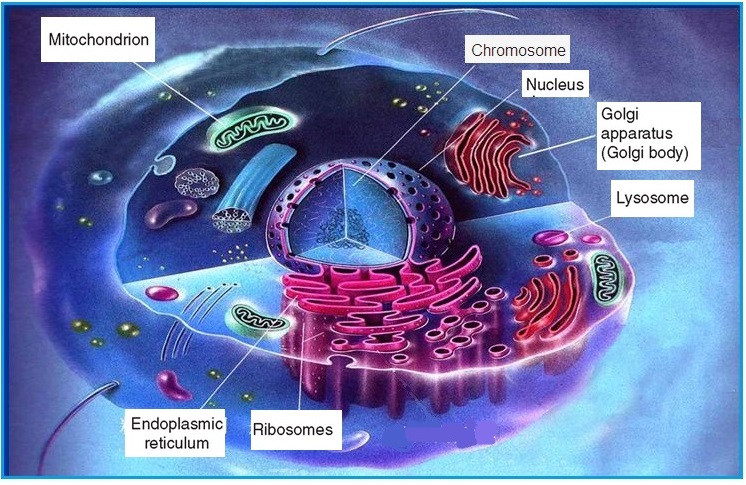 Mitochondrion
Chromosome
Nucleus
Golgi
apparatus
(Golgi body)
Lysosome
Endoplasmic
reticulum
Ribosomes